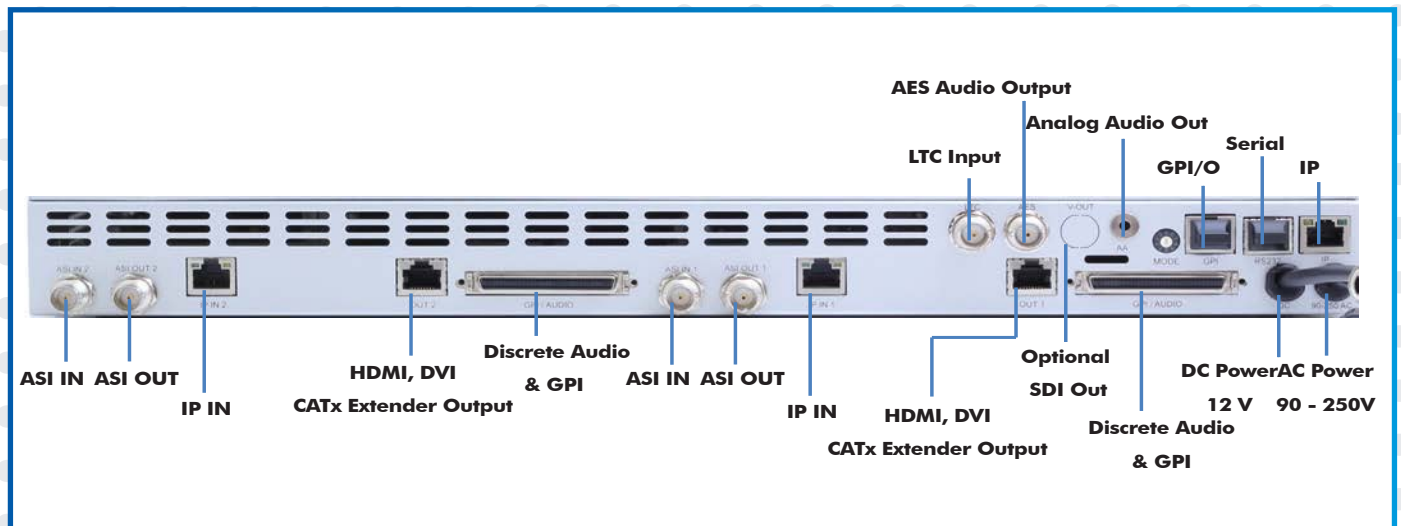 AES Audio Output
Analog Audio Out
LTC Input
Serial
GPI/O
IP
LTC
AES
V-OUT
AA
MODE
GPI
RS232
IP
ASI IN 2
ASI OUT 2
IP IN 2
OUT 2
GPI / AUDIO
ASI IN 1
ASI OUT 1
IP IN 1
OUT 1
GPI / AUDIO
DC
90-250 AC
ASI IN
ASI OUT
IP IN
HDMI, DVI
CATx Extender Output
Discrete Audio
& GPI
ASI IN
ASI OUT
IP IN
HDMI, DVI
CATx Extender Output
Optional
SDI Out
Discrete Audio
& GPI
DC Power
12 V
AC Power
90 - 250V